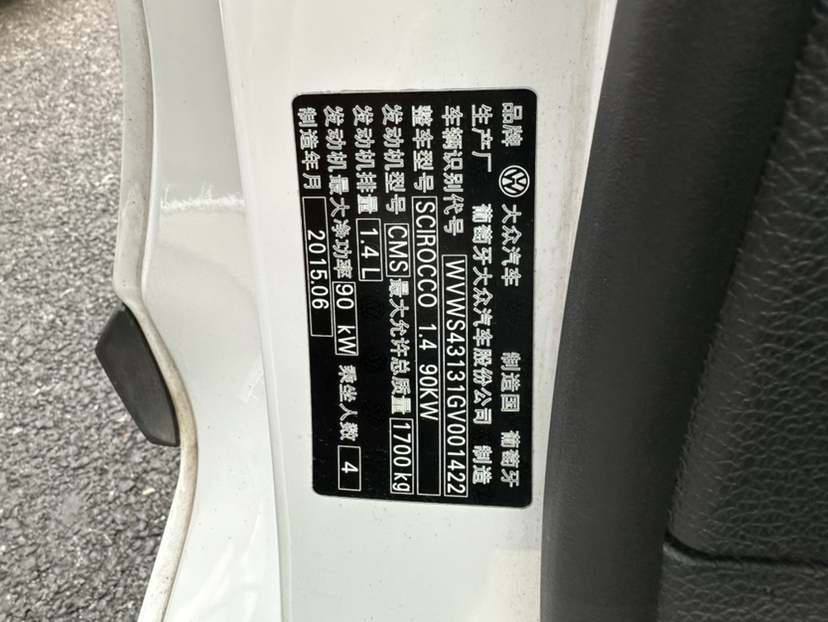 品牌 大众汽车 制造国 葡萄牙
生产厂 葡萄牙大众汽车股份公司 制造
车辆识别代号 WVWS43131GV001422
整车型号 SCIROCCO 1.4 90KW
发动机型号 CMS 最大允许总质量 1700kg
发动机排量 1.4L
发动机最大净功率 90 kW 乘坐人数 4
制造年月 2015.06